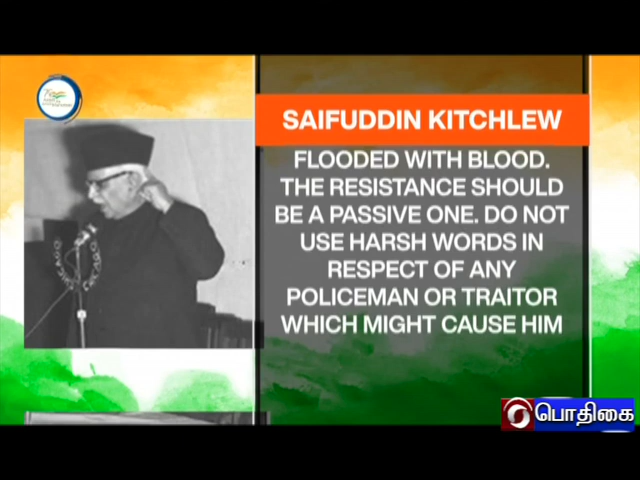 SAIFUDDIN KITCHLEW
FLOODED WITH BLOOD.
THE RESISTANCE SHOULD
BE A PASSIVE ONE. DO NOT
USE HARSH WORDS IN
RESPECT OF ANY
POLICEMAN OR TRAITOR
WHICH MIGHT CAUSE HIM
CHICAGO
பொதிகை